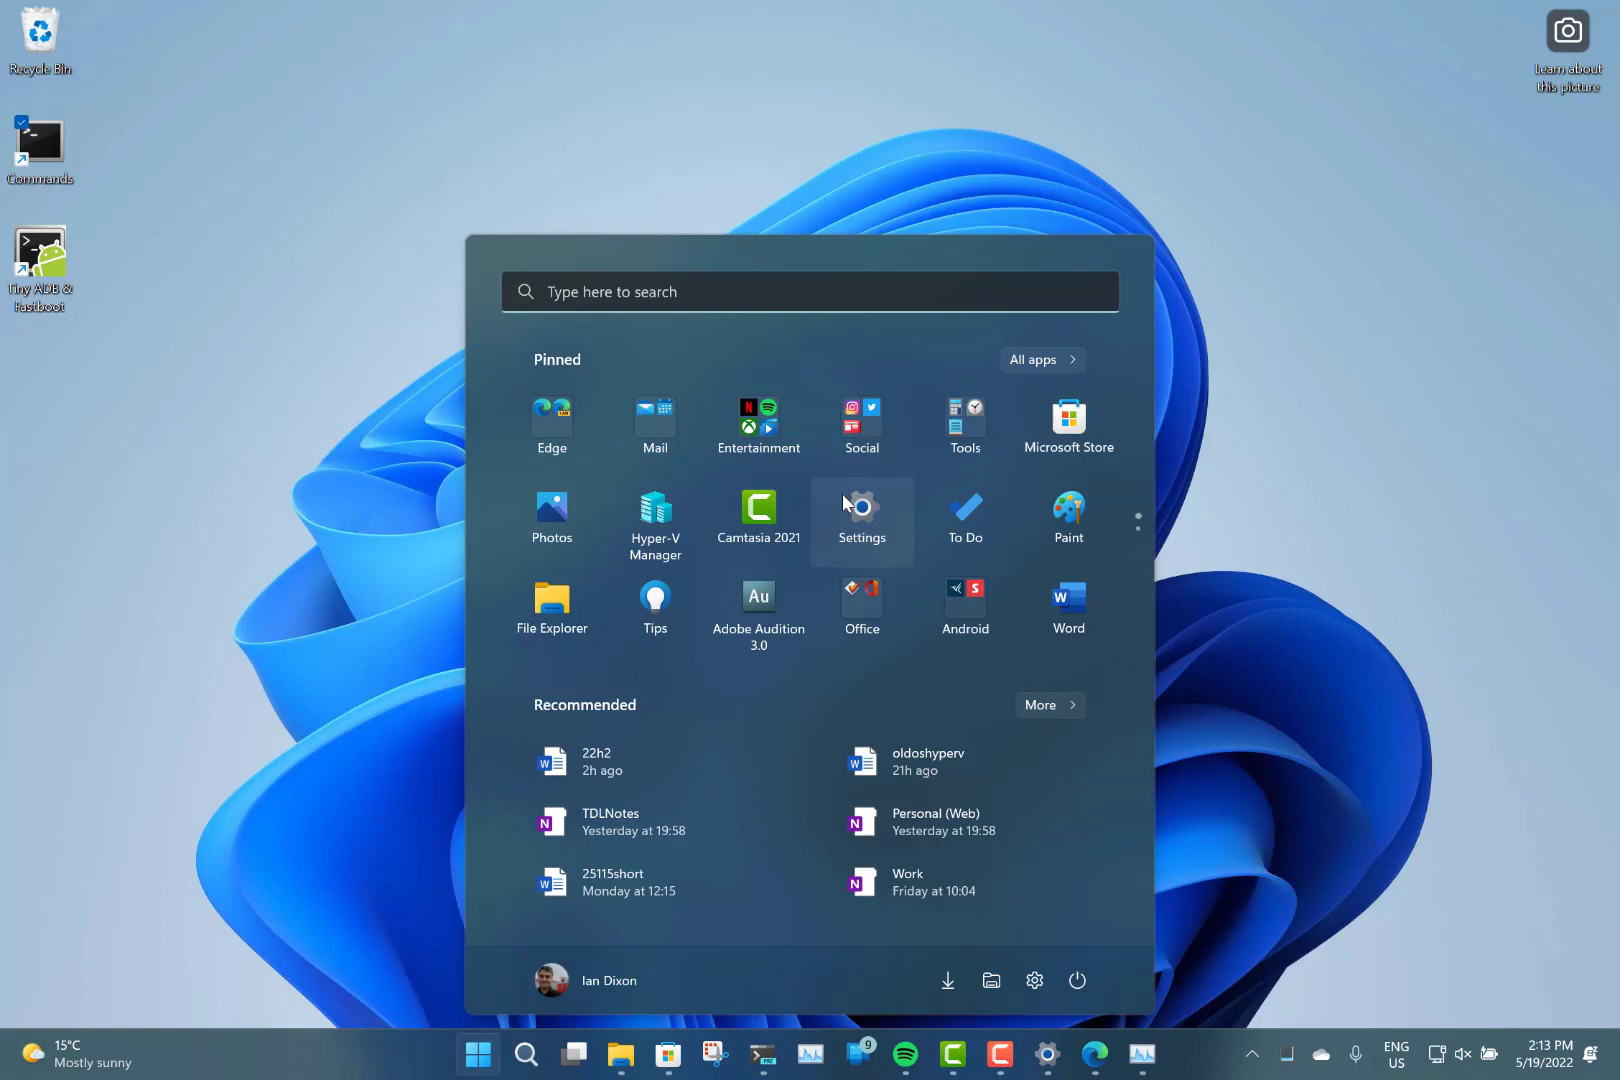 Recycle Bin
Learn about
this picture
Commands
Tiny ADB &
Fastboot
Type here to search
Pinned
All apps
Edge
Mail
Entertainment
Social
Tools
Microsoft Store
Photos
Hyper-V
Manager
Camtasia 2021
Settings
To Do
Paint
File Explorer
Tips
Au
Adobe Audition
3.0
Office
Android
Word
Recommended
More
22h2
2h ago
oldoshyperv
21h ago
TDLNotes
Yesterday at 19:58
Personal (Web)
Yesterday at 19:58
25115short
Monday at 12:15
Work
Friday at 10:04
Ian Dixon
15°C
Mostly sunny
PRE
9
ENG
US
2:13 PM
5/19/2022